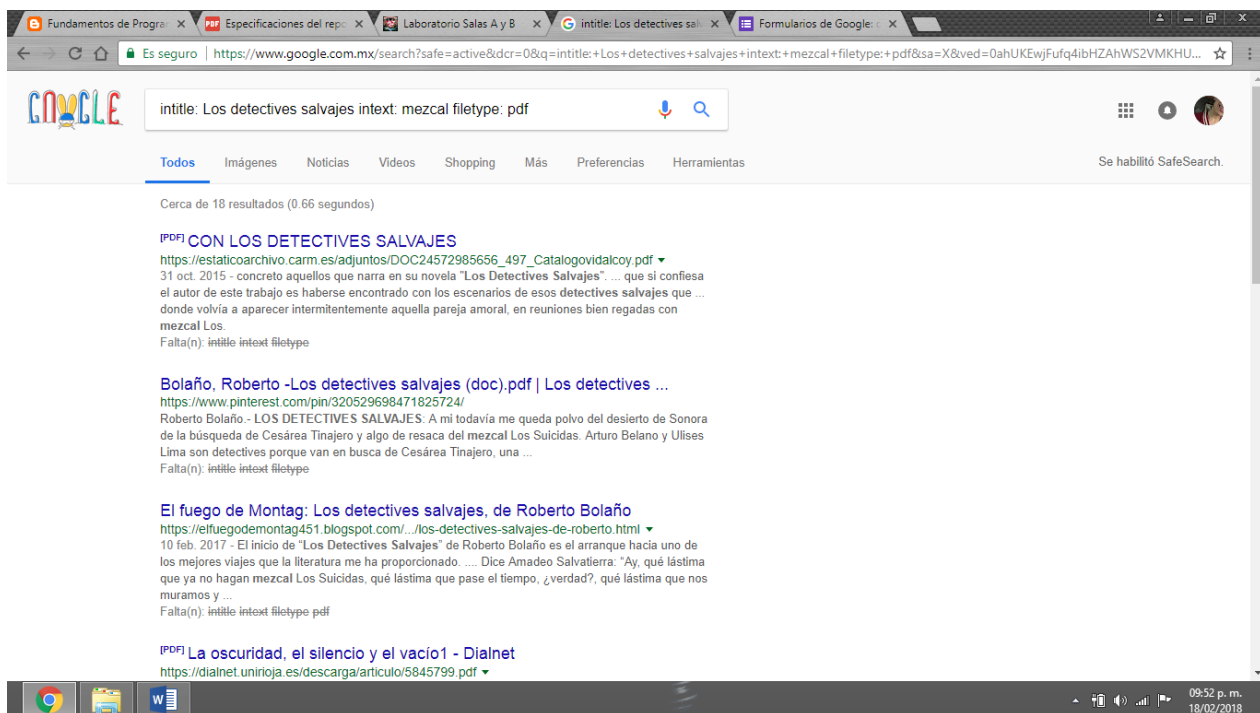 Fundamentos de Progra
Especificaciones del repo
Laboratorio Salas A y B
intitle: Los detectives sal
Formularios de Google:
Es seguro | https://www.google.com.mx/search?safe=active&dcr=0&q=intitle:+Los+detectives+salvajes+intext:+mezcal+filetype:+pdf&sa=X&ved=0ahUKEwjFufq4ibHZAhWS2VMKHU...
intitle: Los detectives salvajes intext: mezcal filetype: pdf
Todos Imágenes Noticias Videos Shopping Más Preferencias Herramientas
Se habilitó SafeSearch.
Cerca de 18 resultados (0.66 segundos)
[PDF] CON LOS DETECTIVES SALVAJES
https://estaticoarchivo.carm.es/adjuntos/DOC24572985656_497_Catalogovidalcoy.pdf
31 oct. 2015 - concreto aquellos que narra en su novela "Los Detectives Salvajes". ... que si confiesa
el autor de este trabajo es haberse encontrado con los escenarios de esos detectives salvajes que ...
donde volvía a aparecer intermitentemente aquella pareja amoral, en reuniones bien regadas con
mezcal Los.
Falta(n): intitle intext filetype
Bolaño, Roberto -Los detectives salvajes (doc).pdf | Los detectives ...
https://www.pinterest.com/pin/320529698471825724/
Roberto Bolaño.- LOS DETECTIVES SALVAJES: A mi todavía me queda polvo del desierto de Sonora
de la búsqueda de Cesárea Tinajero y algo de resaca del mezcal Los Suicidas. Arturo Belano y Ulises
Lima son detectives porque van en busca de Cesárea Tinajero, una ...
Falta(n): intitle intext filetype
El fuego de Montag: Los detectives salvajes, de Roberto Bolaño
https://elfuegodemontag451.blogspot.com/.../los-detectives-salvajes-de-roberto.html
10 feb. 2017 - El inicio de “Los Detectives Salvajes” de Roberto Bolaño es el arranque hacia uno de
los mejores viajes que la literatura me ha proporcionado. .... Dice Amadeo Salvatierra: “Ay, qué lástima
que ya no hagan mezcal Los Suicidas, qué lástima que pase el tiempo, ¿verdad?, qué lástima que nos
muramos y ...
Falta(n): intitle intext filetype pdf
[PDF] La oscuridad, el silencio y el vacío1 - Dialnet
https://dialnet.unirioja.es/descarga/articulo/5845799.pdf
09:52 p. m.
18/02/2018